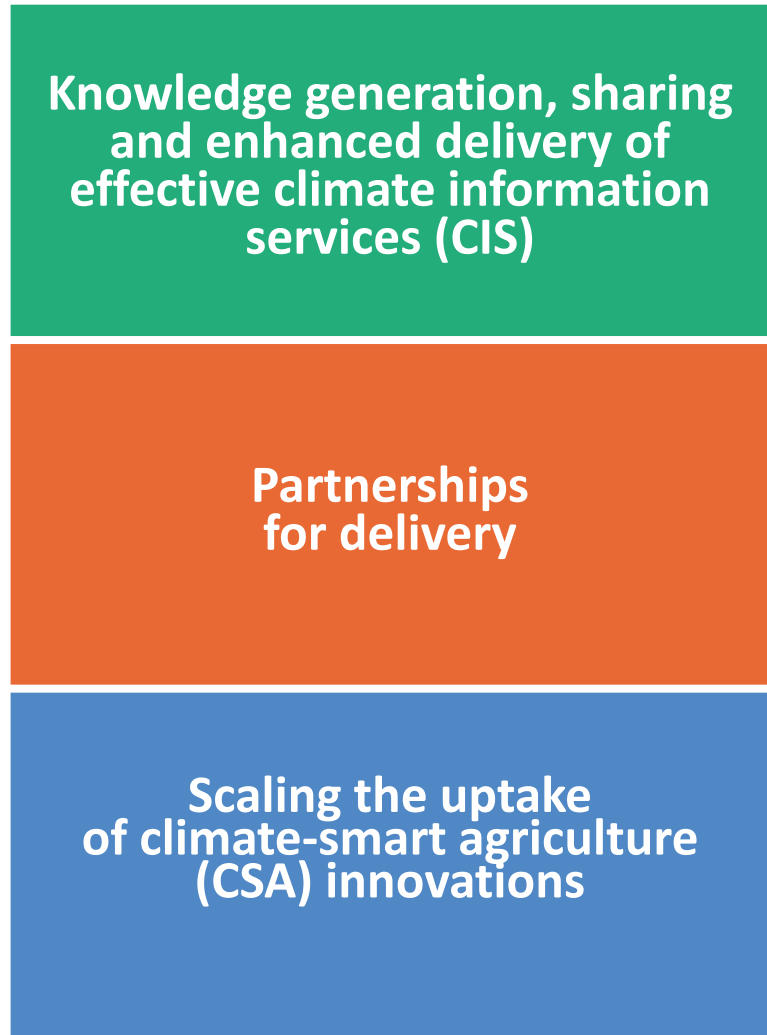 Knowledge generation, sharing
and enhanced delivery of
effective climate information
services (CIS)
Partnerships
for delivery
Scaling the uptake
of climate-smart agriculture
(CSA) innovations